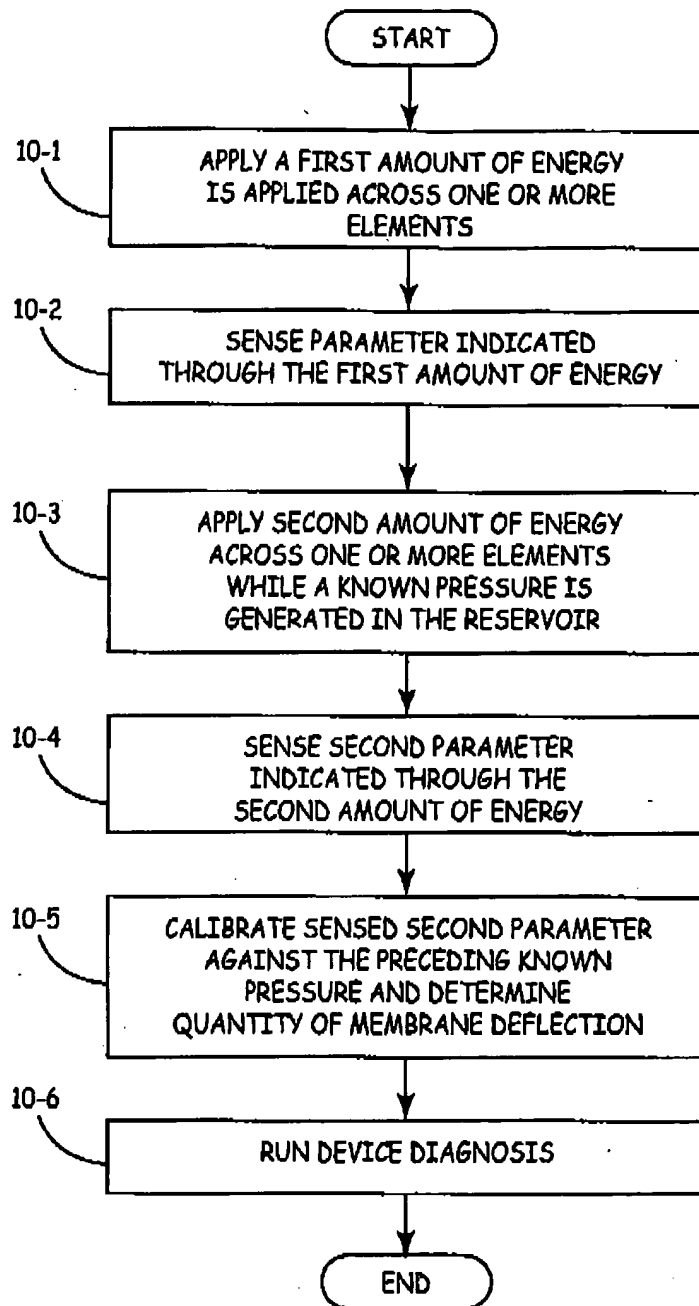 START
10-1
APPLY A FIRST AMOUNT OF ENERGY
IS APPLIED ACROSS ONE OR MORE
ELEMENTS
10-2
SENSE PARAMETER INDICATED
THROUGH THE FIRST AMOUNT OF ENERGY
10-3
APPLY SECOND AMOUNT OF ENERGY
ACROSS ONE OR MORE ELEMENTS
WHILE A KNOWN PRESSURE IS
GENERATED IN THE RESERVOIR
10-4
SENSE SECOND PARAMETER
INDICATED THROUGH THE
SECOND AMOUNT OF ENERGY
10-5
CALIBRATE SENSED SECOND PARAMETER
AGAINST THE PRECEDING KNOWN
PRESSURE AND DETERMINE
QUANTITY OF MEMBRANE DEFLECTION
10-6
RUN DEVICE DIAGNOSIS
END